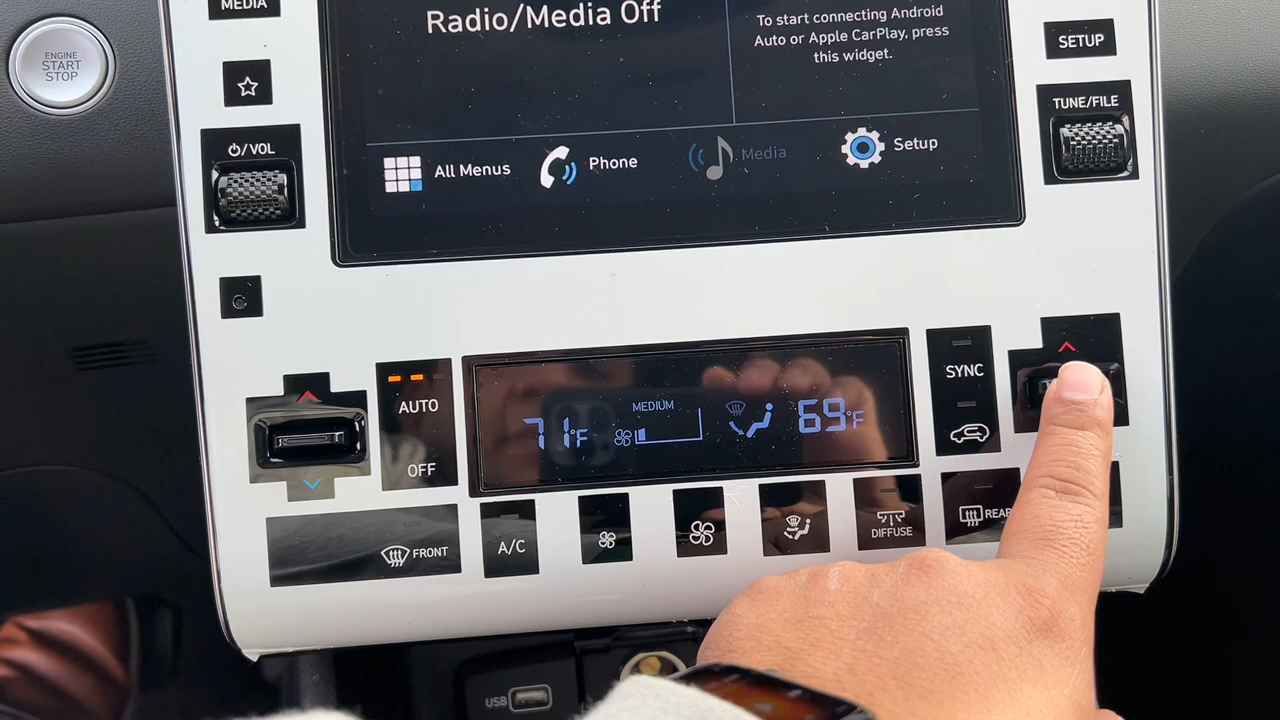 MEDIA
ENGINE
START
STOP
⏻/VOL
Radio/Media Off
To start connecting Android
Auto or Apple CarPlay, press
this widget.
All Menus
Phone
Media
Setup
SETUP
TUNE/FILE
AUTO
OFF
71°F
MEDIUM
69°F
SYNC
FRONT
A/C
DIFFUSE
REAR
USB